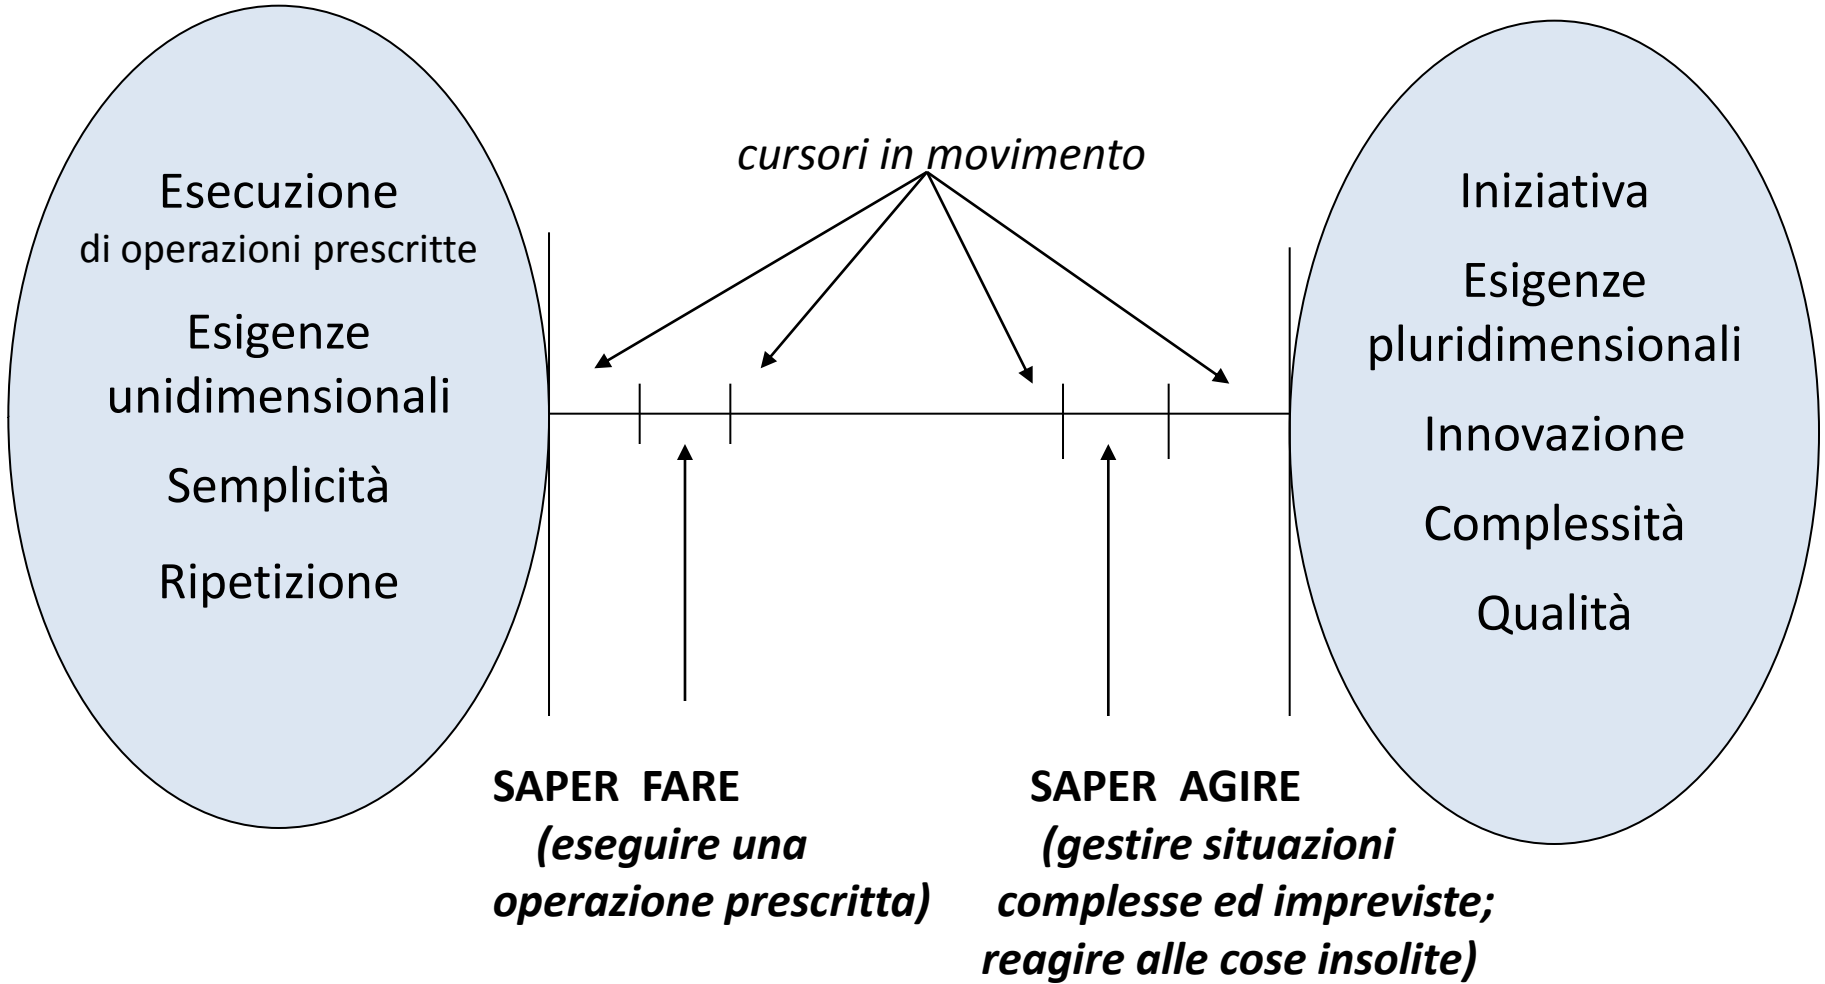 cursori in movimento
Esecuzione
di operazioni prescritte
Esigenze
unidimensionali
Semplicità
Ripetizione
Iniziativa
Esigenze
pluridimensionali
Innovazione
Complessità
Qualità
SAPER FARE
(eseguire una
operazione prescritta)
SAPER AGIRE
(gestire situazioni
complesse ed impreviste;
reagire alle cose insolite)